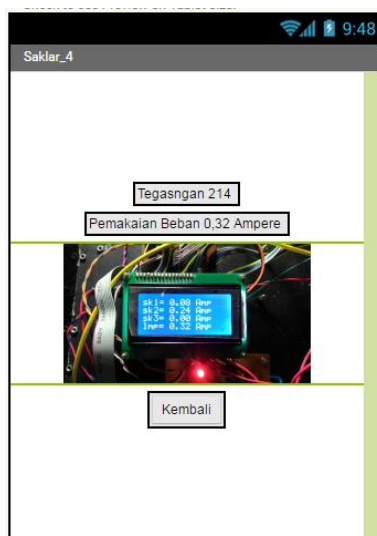 9:48
Saklar_4
Tegasngan 214
Pemakaian Beban 0,32 Ampere
sk1= 0.08 Amp
sk2= 0.24 Amp
sk3= 0.00 Amp
lmp= 0.32 Amp
Kembali